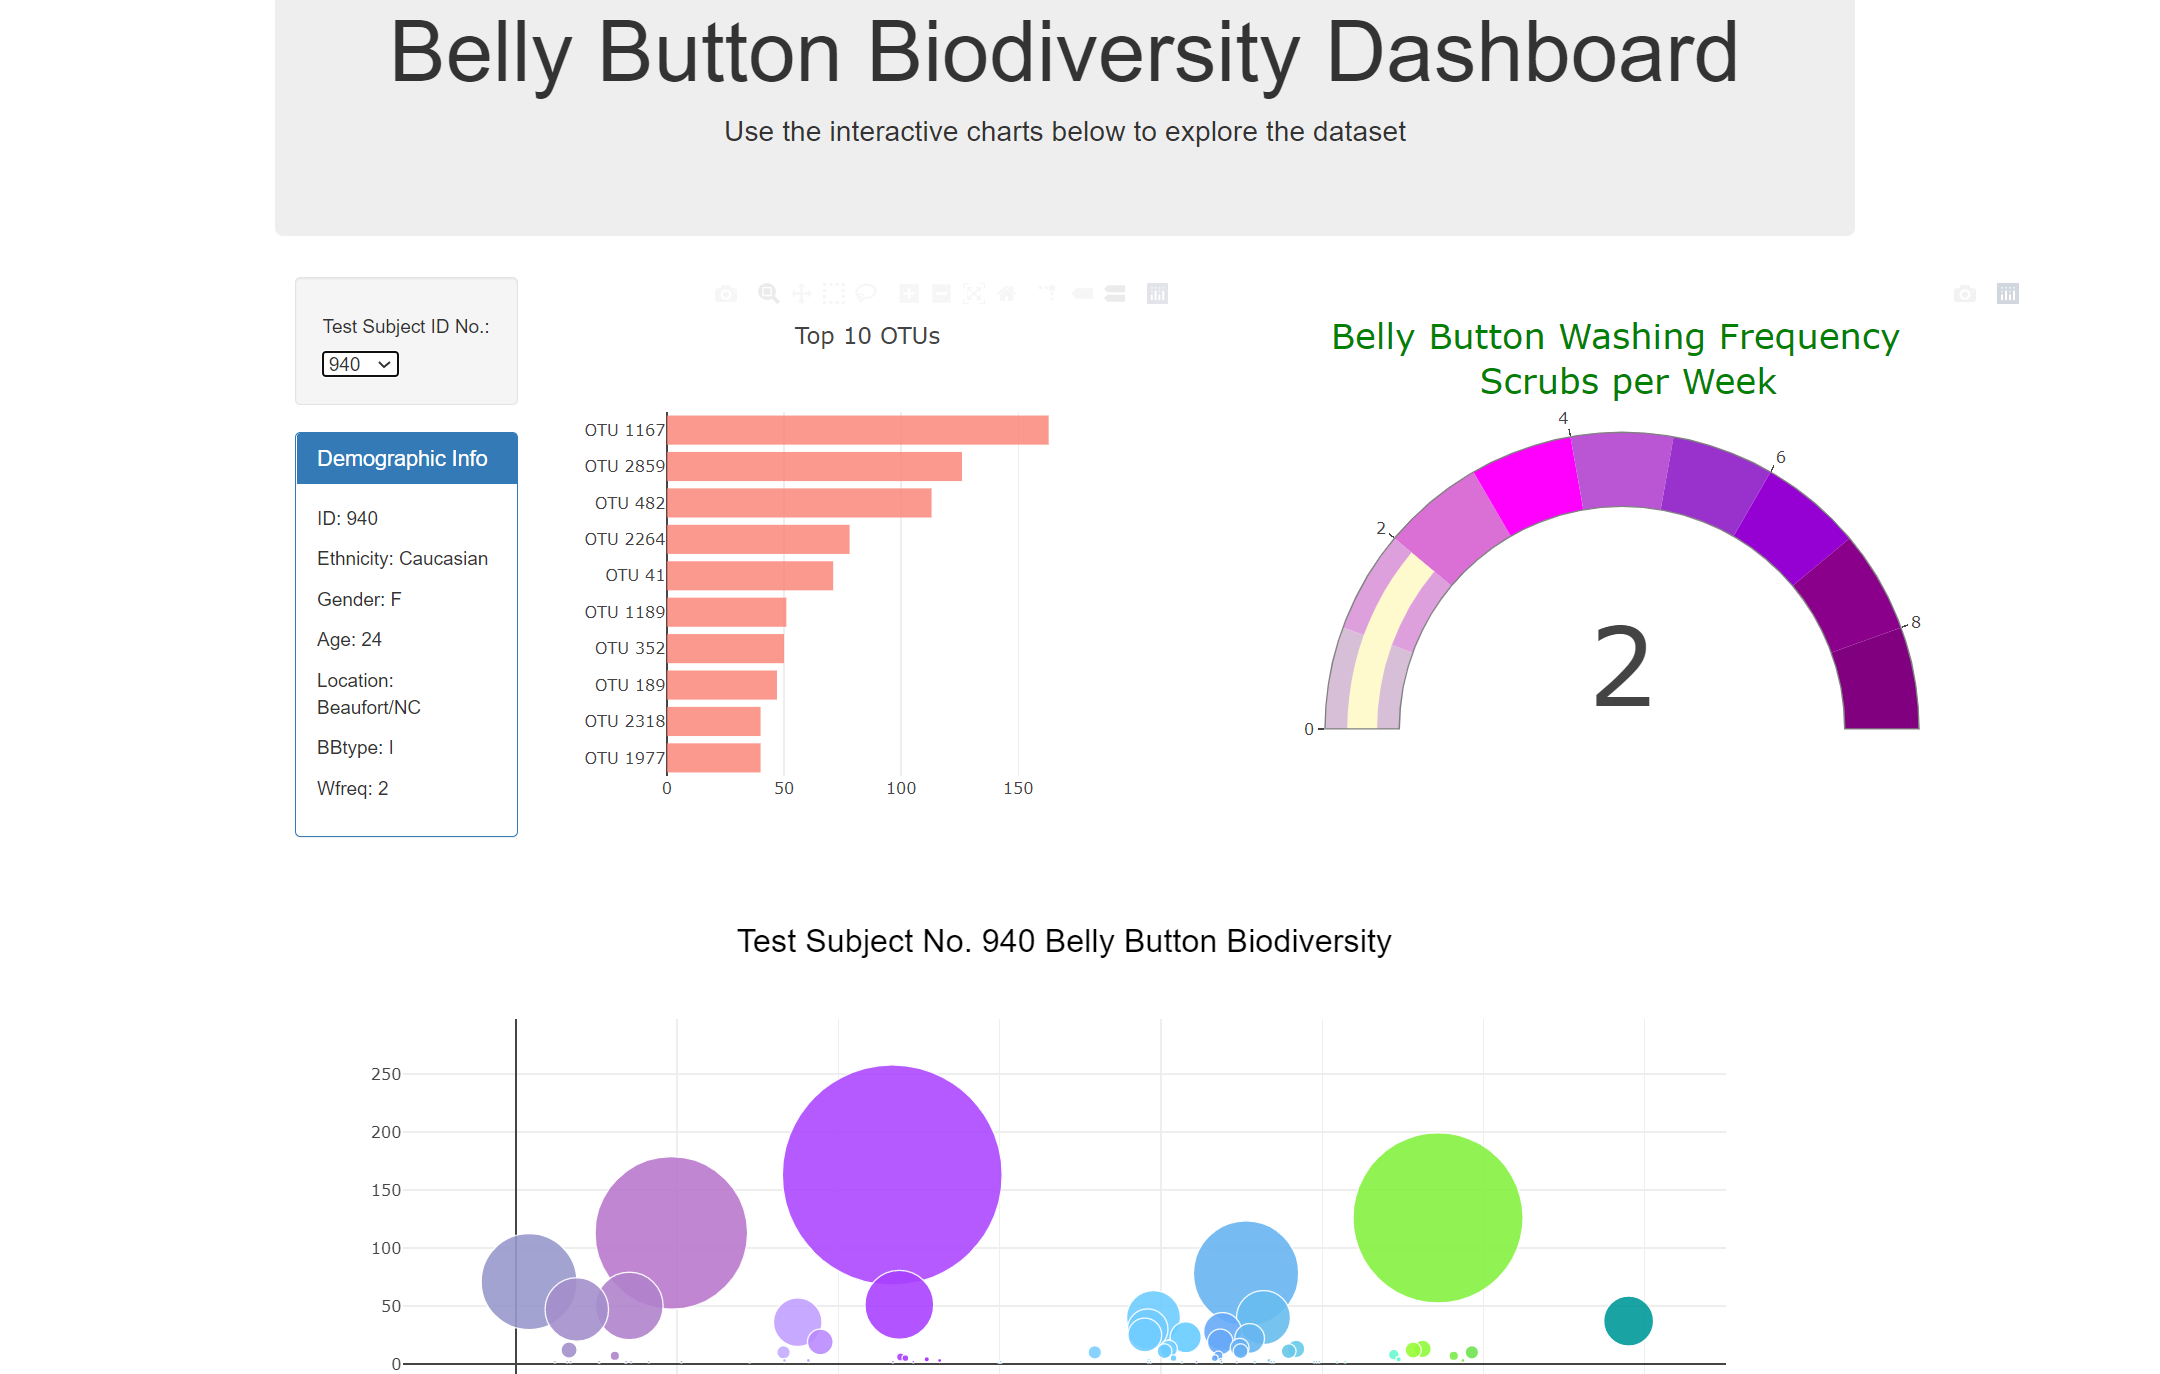 Belly Button Biodiversity Dashboard
Use the interactive charts below to explore the dataset
Test Subject ID No.:
940
Demographic Info
ID: 940
Ethnicity: Caucasian
Gender: F
Age: 24
Location:
Beaufort/NC
BBtype: I
Wfreq: 2
Top 10 OTUs
OTU 1167
OTU 2859
OTU 482
OTU 2264
OTU 41
OTU 1189
OTU 352
OTU 189
OTU 2318
OTU 1977
0 50 100 150
Belly Button Washing Frequency
Scrubs per Week
0
2
4
6
8
2
Test Subject No. 940 Belly Button Biodiversity
250
200
150
100
50
0